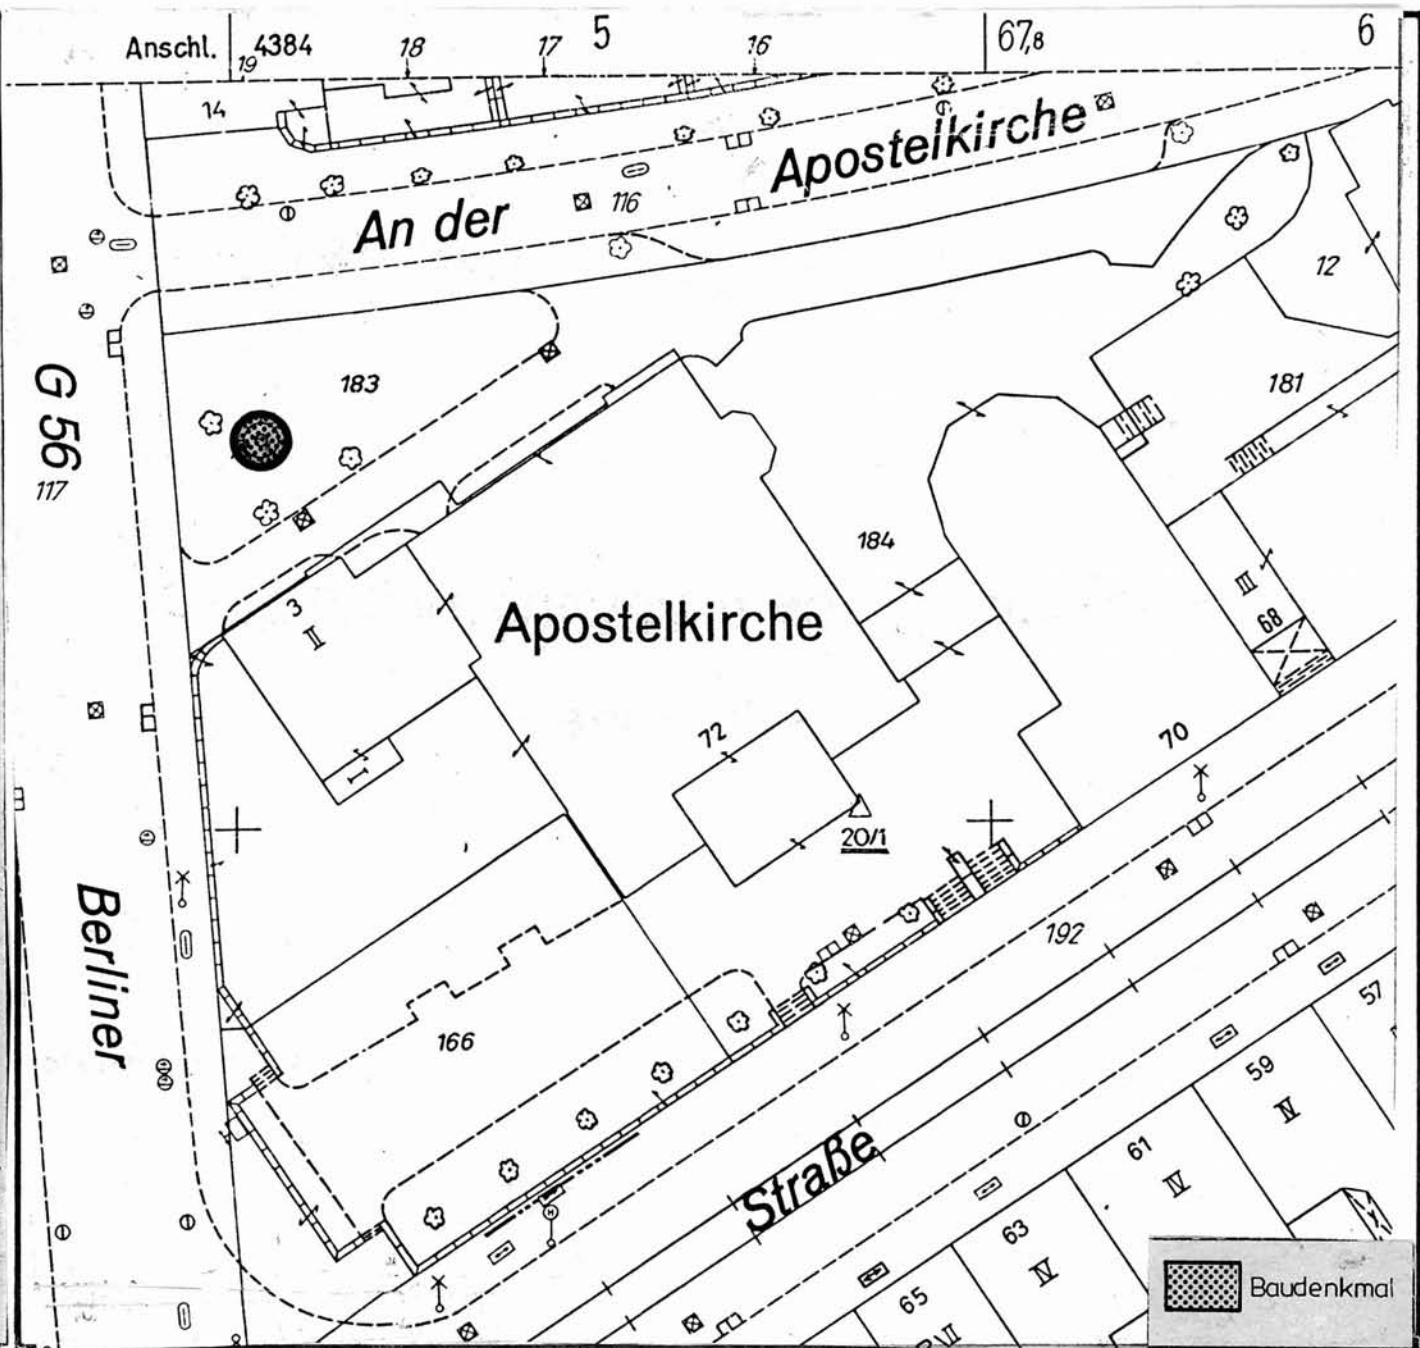 Anschl. 4384 5 67,8 6
19 18 17 16
14
An der Apostelkirche
116
12
183
181
G 56
117
184
3
II
Apostelkirche
III
68
72
70
I
20/1
192
Berliner
166
57
59
IV
61
IV
Straße
63
IV
65
H
Baudenkmal